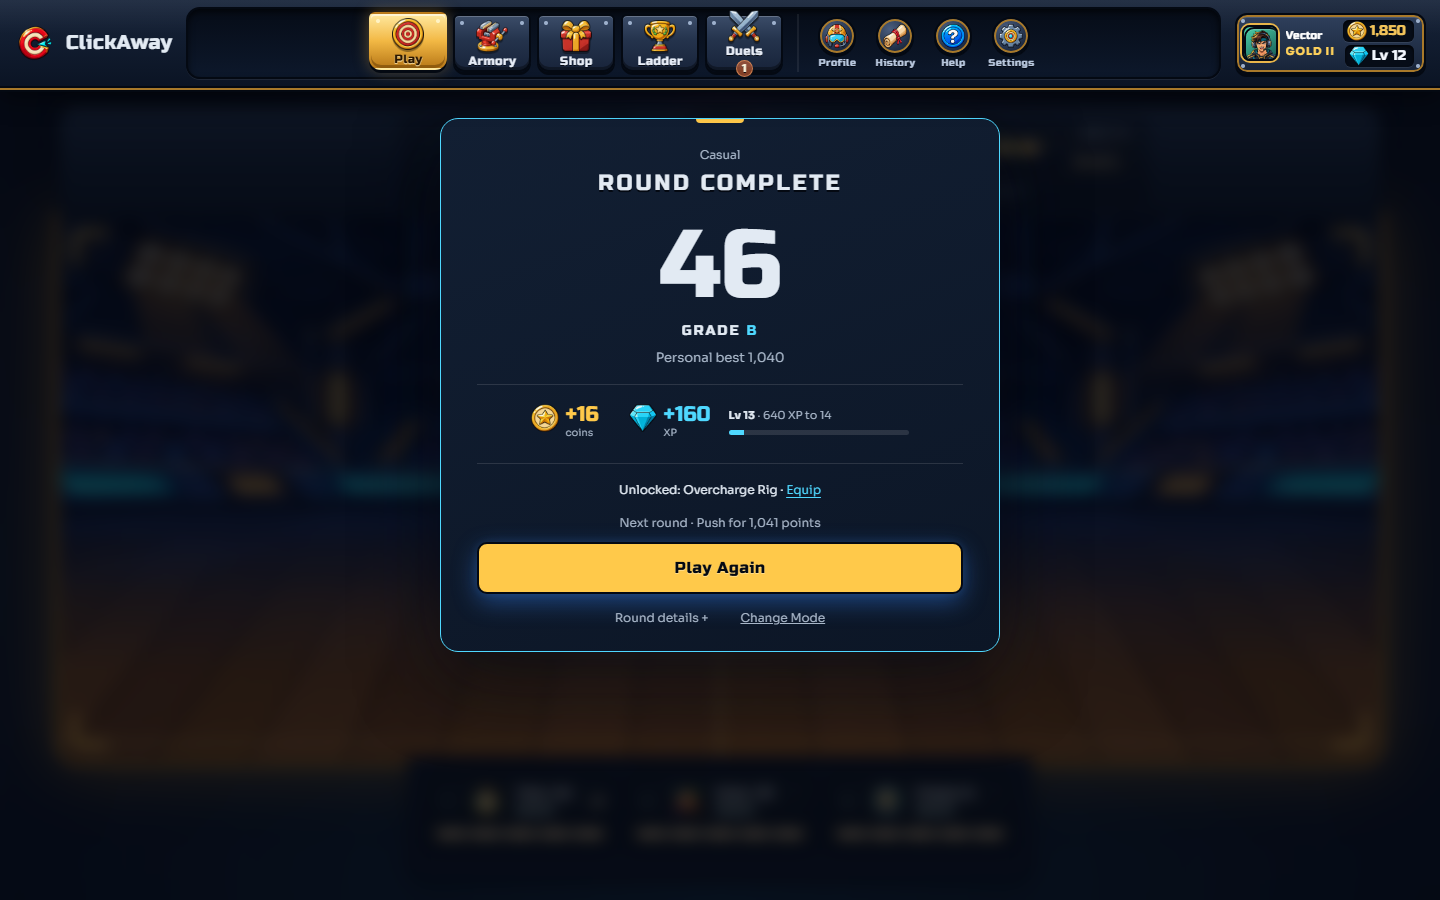 ClickAway
Play
Armory
Shop
Ladder
Duels
1
Profile
History
Help
Settings
Vector
GOLD II
1,850
Lv 12
Casual
ROUND COMPLETE
46
GRADE B
Personal best 1,040
+16
coins
+160
XP
Lv 13 · 640 XP to 14
Unlocked: Overcharge Rig · Equip
Next round · Push for 1,041 points
Play Again
Round details +
Change Mode